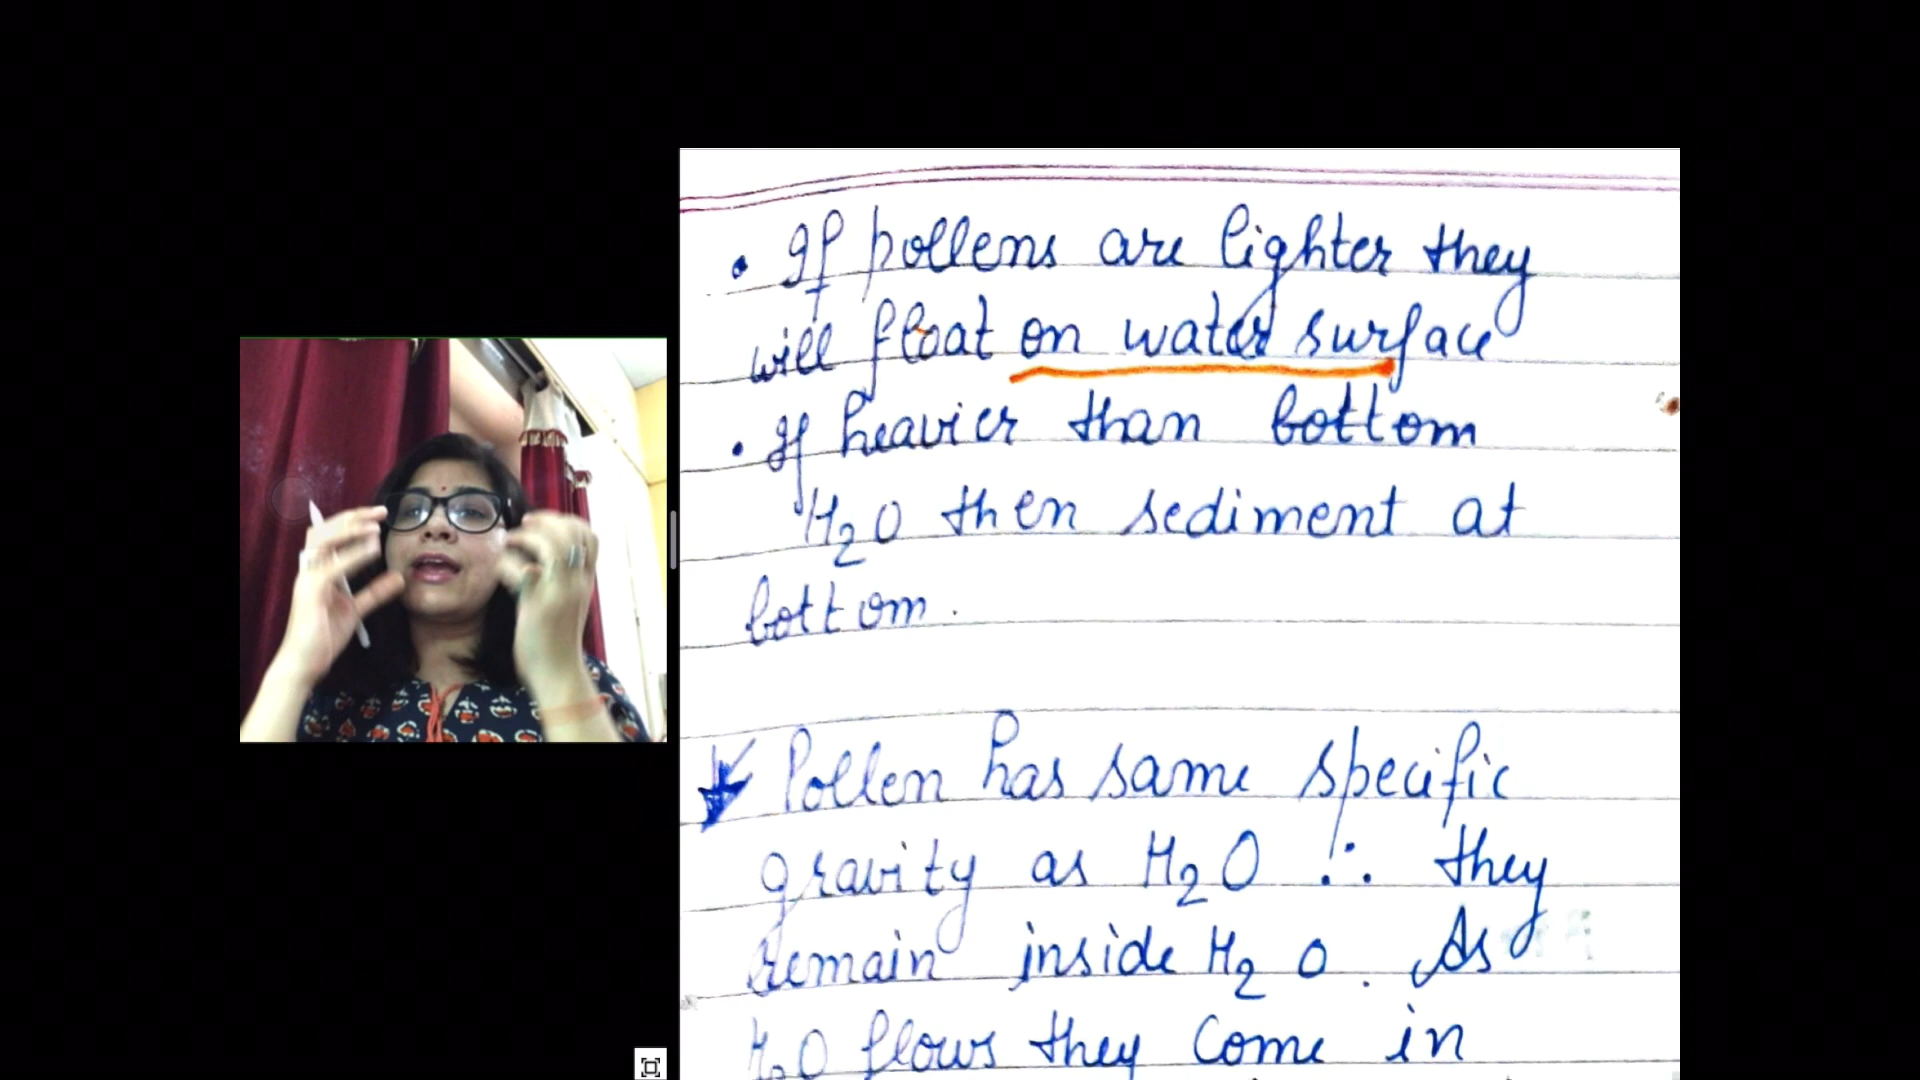 • If pollens are lighter they
will float on water surface
• If heavier than bottom
H₂O then sediment at
bottom.
Pollen has same specific
gravity as H₂O ∴ they
remain inside H₂O. As
H₂O flows they come in